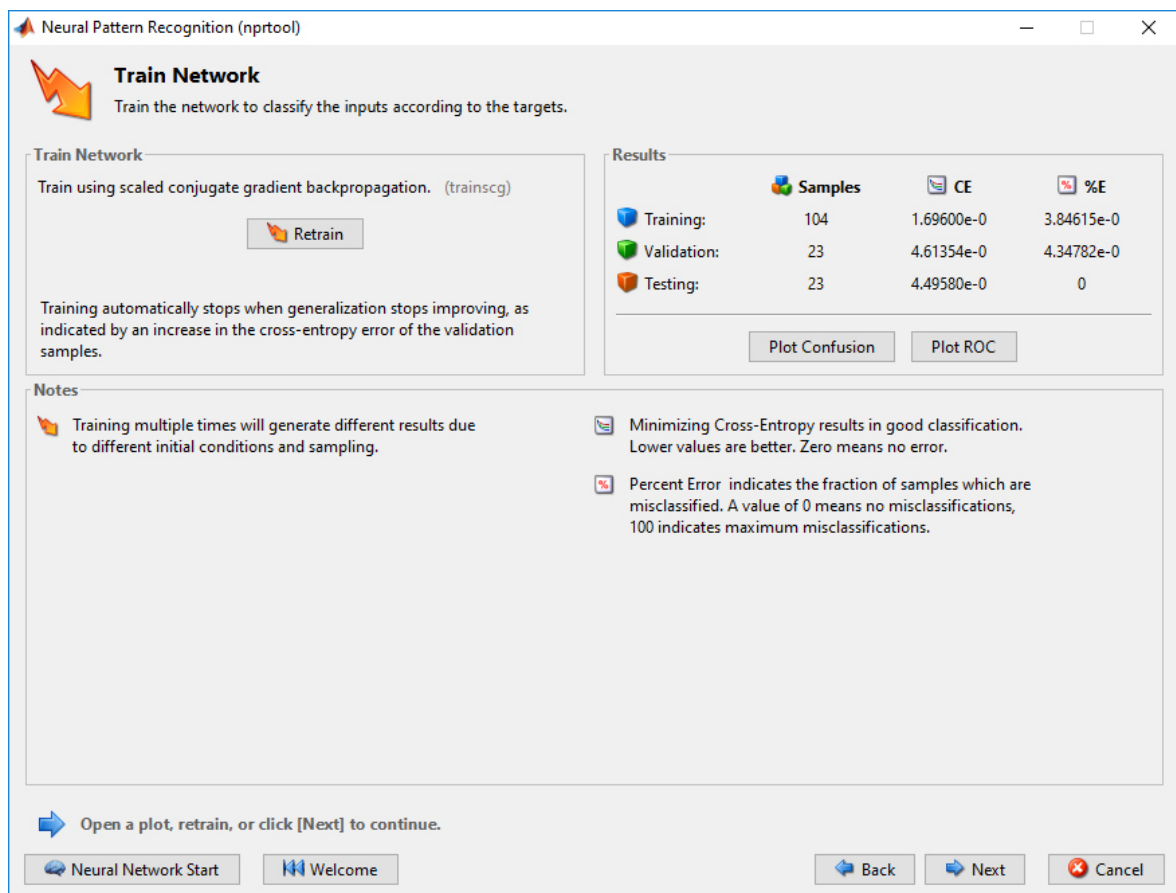 Neural Pattern Recognition (nprtool)
Train Network
Train the network to classify the inputs according to the targets.
Train Network
Train using scaled conjugate gradient backpropagation. (trainscg)
Retrain
Training automatically stops when generalization stops improving, as
indicated by an increase in the cross-entropy error of the validation
samples.
Results
Samples CE %E
Training: 104 1.69600e-0 3.84615e-0
Validation: 23 4.61354e-0 4.34782e-0
Testing: 23 4.49580e-0 0
Plot Confusion Plot ROC
Notes
Training multiple times will generate different results due
to different initial conditions and sampling.
Minimizing Cross-Entropy results in good classification.
Lower values are better. Zero means no error.
Percent Error indicates the fraction of samples which are
misclassified. A value of 0 means no misclassifications,
100 indicates maximum misclassifications.
Open a plot, retrain, or click [Next] to continue.
Neural Network Start Welcome Back Next Cancel